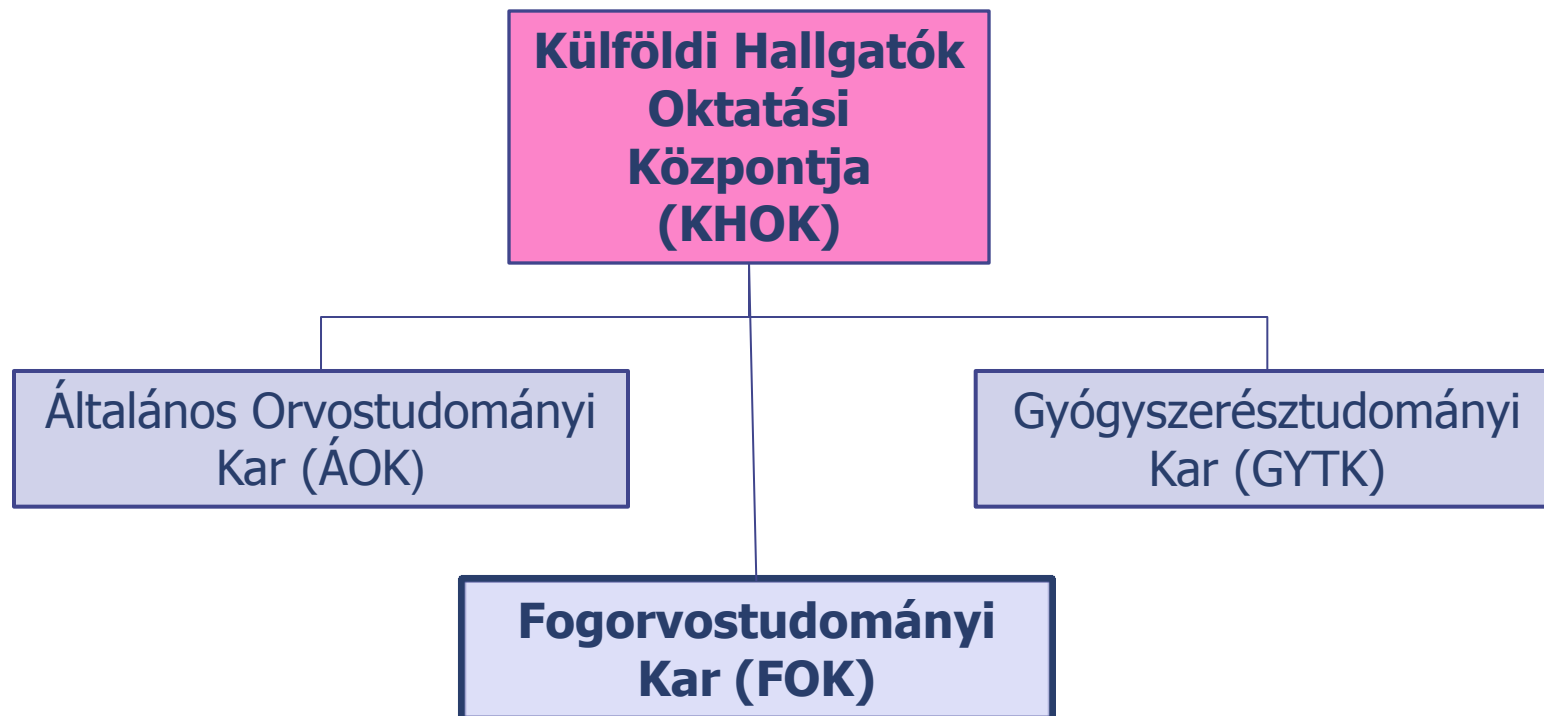 Külföldi Hallgatók
Oktatási
Központja
(KHOK)
Általános Orvostudományi
Kar (ÁOK)
Gyógyszerésztudományi
Kar (GYTK)
Fogorvostudományi
Kar (FOK)